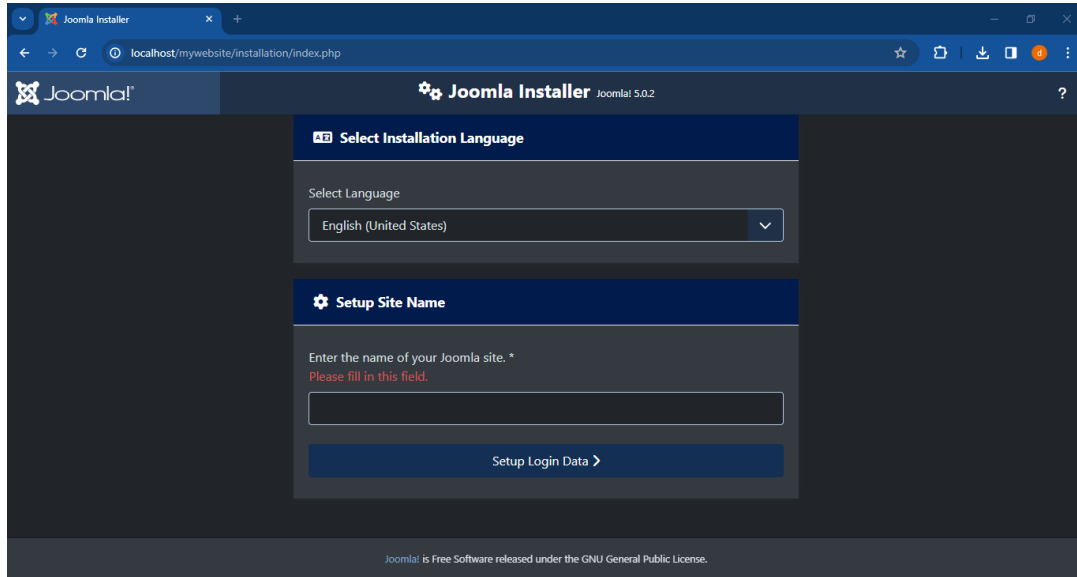 Joomla Installer
localhost/mywebsite/installation/index.php
d
Joomla!® Joomla Installer Joomla! 5.0.2 ?
Select Installation Language
Select Language
English (United States)
Setup Site Name
Enter the name of your Joomla site. *
Please fill in this field.
Setup Login Data
Joomla! is Free Software released under the GNU General Public License.